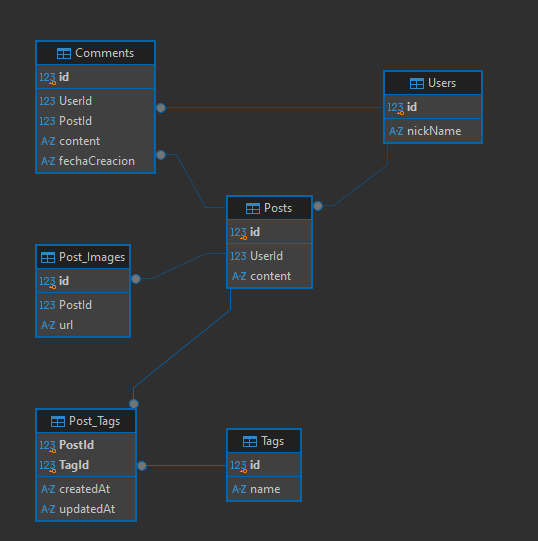 Comments
123 id
123 UserId
123 PostId
A-Z content
A-Z fechaCreacion
Users
123 id
A-Z nickName
Posts
123 id
123 UserId
A-Z content
Post_Images
123 id
123 PostId
A-Z url
Post_Tags
123 PostId
123 TagId
A-Z createdAt
A-Z updatedAt
Tags
123 id
A-Z name